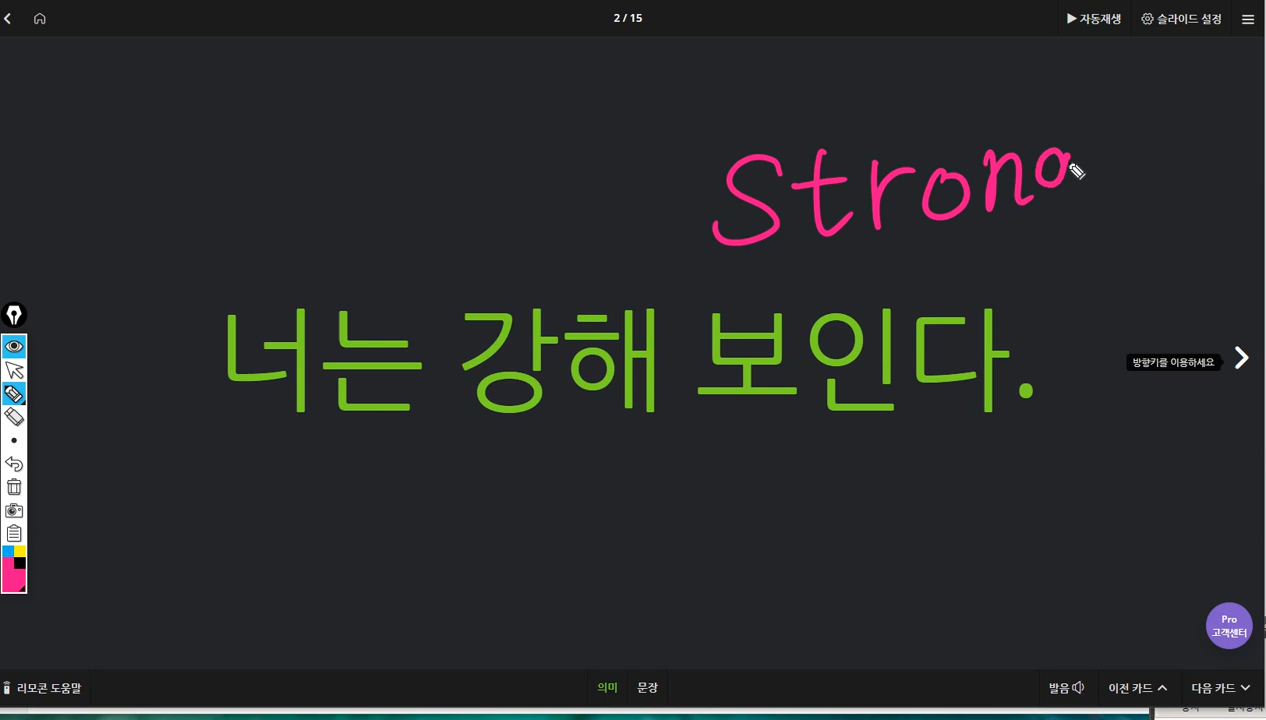 2 / 15
자동재생
슬라이드 설정
Strono
너는 강해 보인다.
방향키를 이용하세요
Pro
고객센터
리모콘 도움말
의미
문장
발음
이전 카드
다음 카드